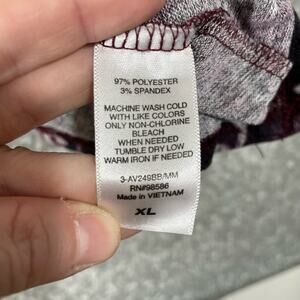 97% POLYESTER
3% SPANDEX
MACHINE WASH COLD
WITH LIKE COLORS
ONLY NON-CHLORINE
BLEACH
WHEN NEEDED
TUMBLE DRY LOW
WARM IRON IF NEEDED
3-AV249BB/MM
RN#98586
Made in VIETNAM
XL